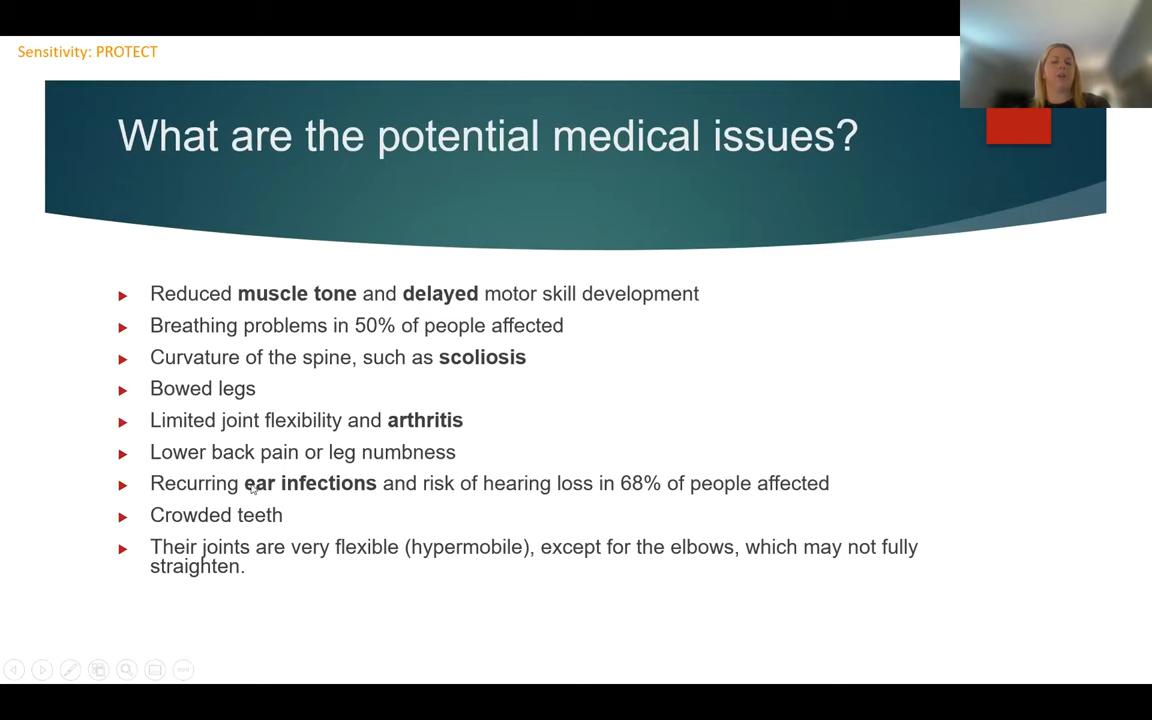 Sensitivity: PROTECT
What are the potential medical issues?
Reduced muscle tone and delayed motor skill development
Breathing problems in 50% of people affected
Curvature of the spine, such as scoliosis
Bowed legs
Limited joint flexibility and arthritis
Lower back pain or leg numbness
Recurring ear infections and risk of hearing loss in 68% of people affected
Crowded teeth
Their joints are very flexible (hypermobile), except for the elbows, which may not fully
straighten.